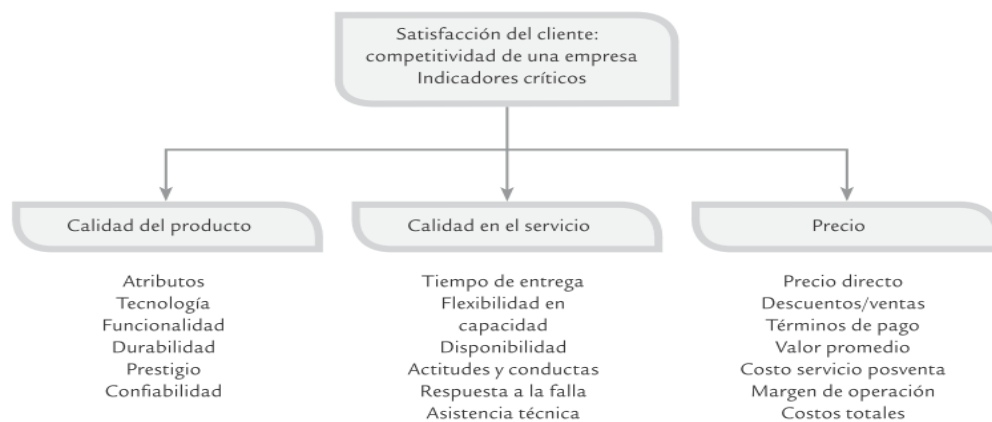 Satisfacción del cliente:
competitividad de una empresa
Indicadores críticos
Calidad del producto
Atributos
Tecnología
Funcionalidad
Durabilidad
Prestigio
Confiabilidad
Calidad en el servicio
Tiempo de entrega
Flexibilidad en
capacidad
Disponibilidad
Actitudes y conductas
Respuesta a la falla
Asistencia técnica
Precio
Precio directo
Descuentos/ventas
Términos de pago
Valor promedio
Costo servicio posventa
Margen de operación
Costos totales